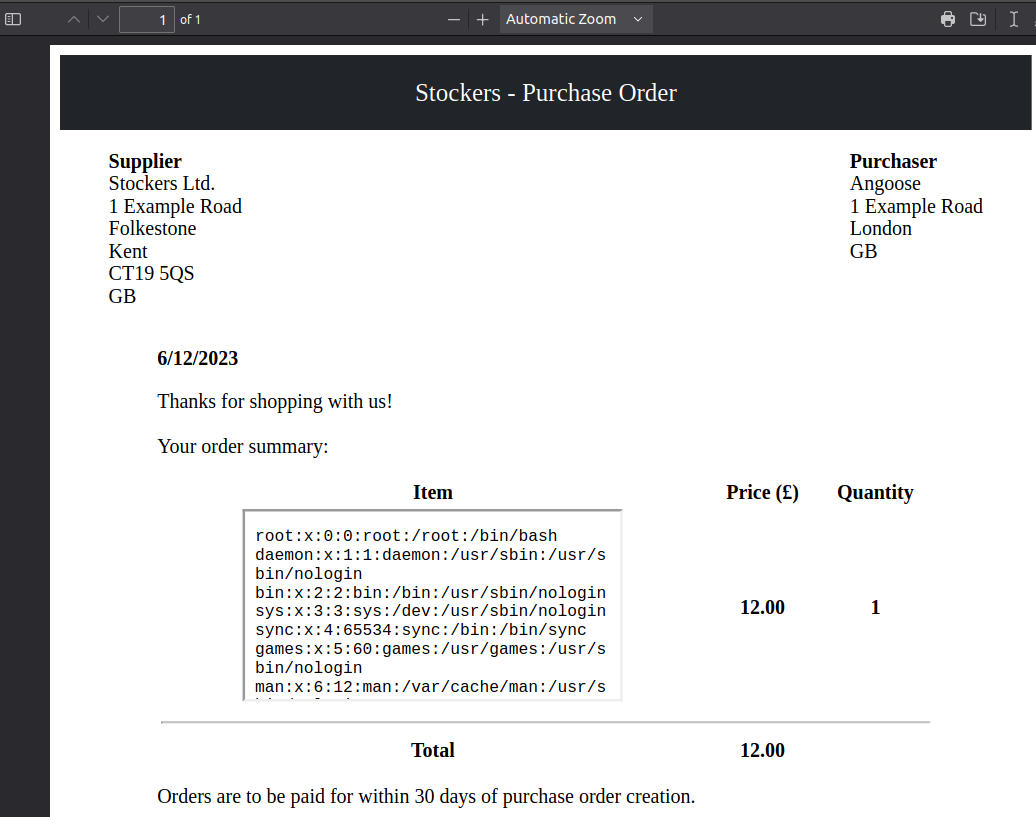 1 of 1 Automatic Zoom
Stockers - Purchase Order
Supplier
Stockers Ltd.
1 Example Road
Folkestone
Kent
CT19 5QS
GB
Purchaser
Angoose
1 Example Road
London
GB
6/12/2023
Thanks for shopping with us!
Your order summary:
Item Price (£) Quantity
root:x:0:0:root:/root:/bin/bash
daemon:x:1:1:daemon:/usr/sbin:/usr/s
bin/nologin
bin:x:2:2:bin:/bin:/usr/sbin/nologin
sys:x:3:3:sys:/dev:/usr/sbin/nologin
sync:x:4:65534:sync:/bin:/bin/sync
games:x:5:60:games:/usr/games:/usr/s
bin/nologin
man:x:6:12:man:/var/cache/man:/usr/s
12.00 1
Total 12.00
Orders are to be paid for within 30 days of purchase order creation.